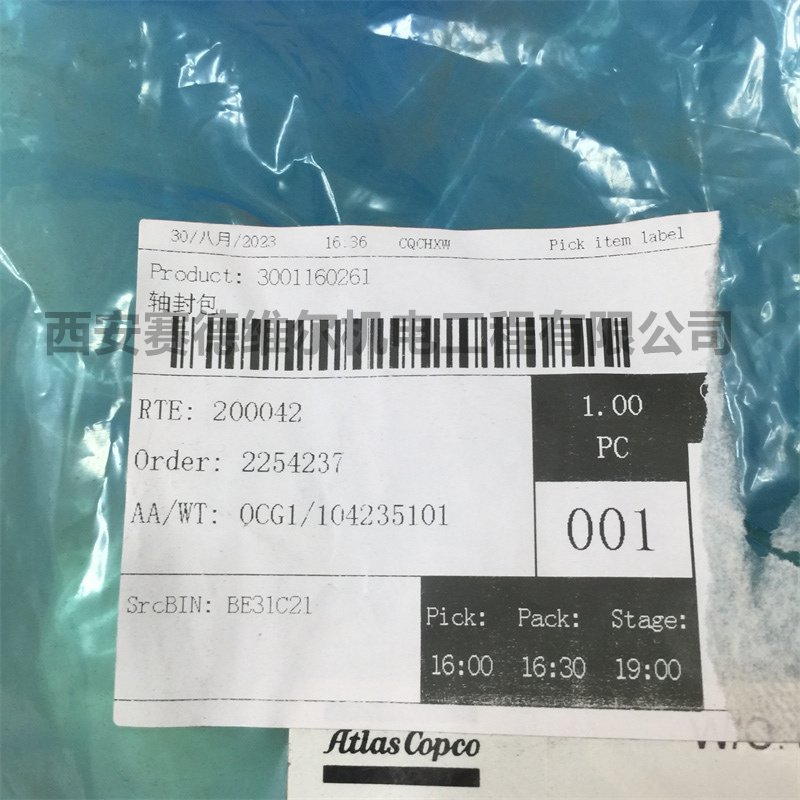 30/八月/2023 16:36 CQCHXW Pick item label
Product: 3001160261
轴封包
西安赛德维尔机电工程有限公司
RTE: 200042
1.00
PC
Order: 2254237
AA/WT: QCG1/104235101
001
SrcBIN: BE31C21
Pick: Pack: Stage:
16:00 16:30 19:00
Atlas Copco
W/O: